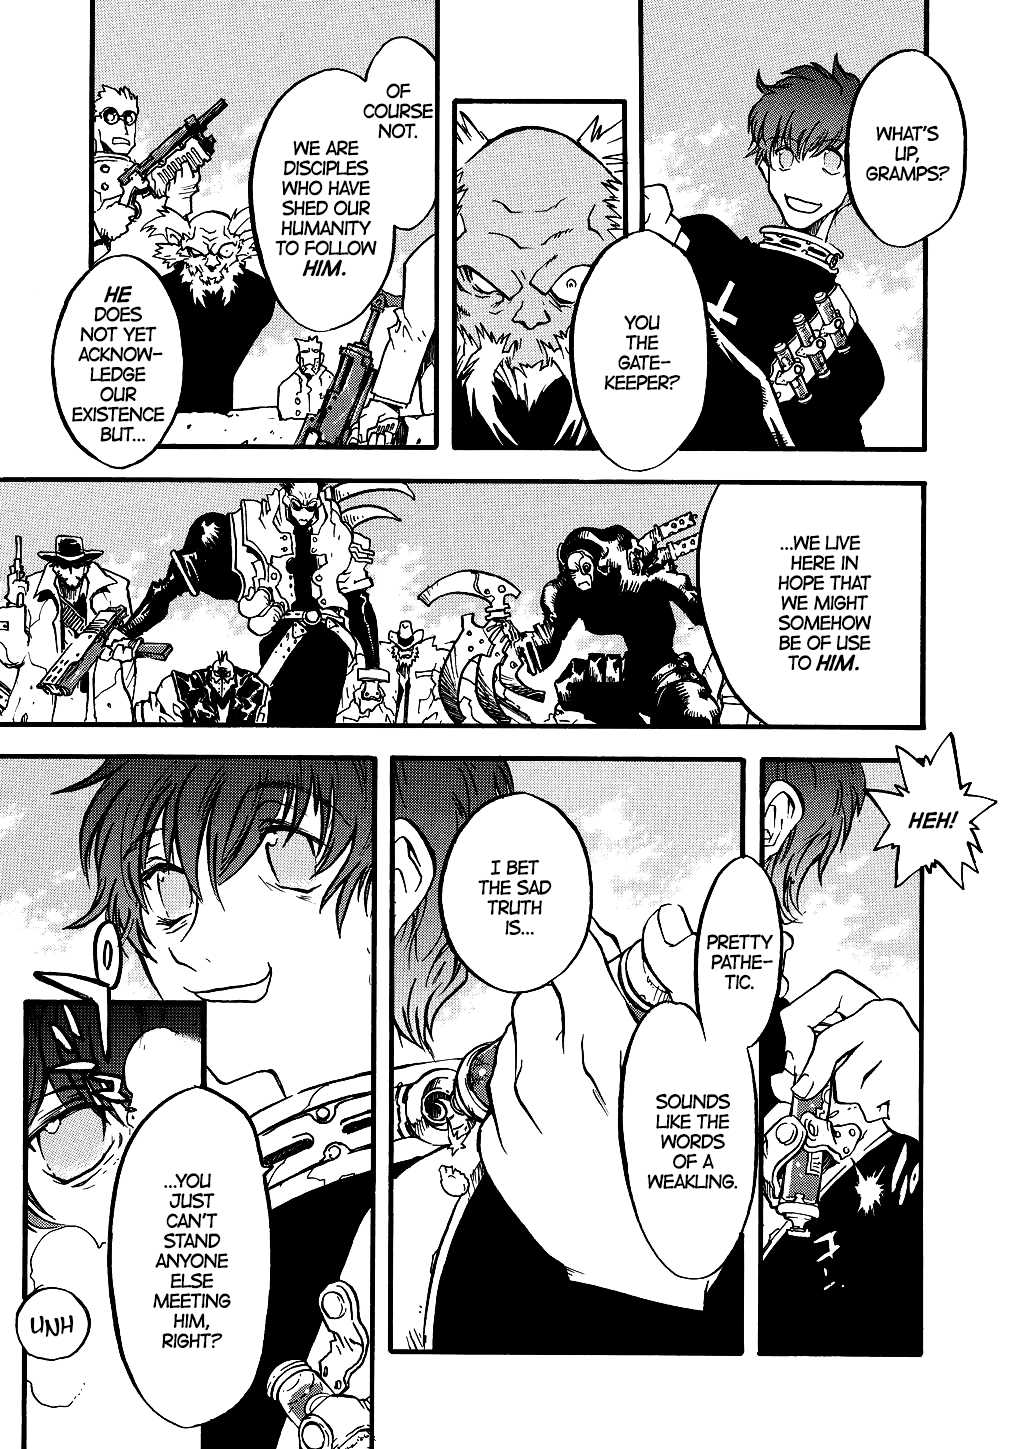 WHAT'S
UP,
GRAMPS?
YOU
THE
GATE-
KEEPER?
OF
COURSE
NOT.
WE ARE
DISCIPLES
WHO HAVE
SHED OUR
HUMANITY
TO FOLLOW
HIM.
HE
DOES
NOT YET
ACKNOW-
LEDGE
OUR
EXISTENCE
BUT...
...WE LIVE
HERE IN
HOPE THAT
WE MIGHT
SOMEHOW
BE OF USE
TO HIM.
HEH!
PRETTY
PATHE-
TIC.
SOUNDS
LIKE THE
WORDS
OF A
WEAKLING.
I BET
THE SAD
TRUTH
IS...
...YOU
JUST
CAN'T
STAND
ANYONE
ELSE
MEETING
HIM,
RIGHT?
UNH